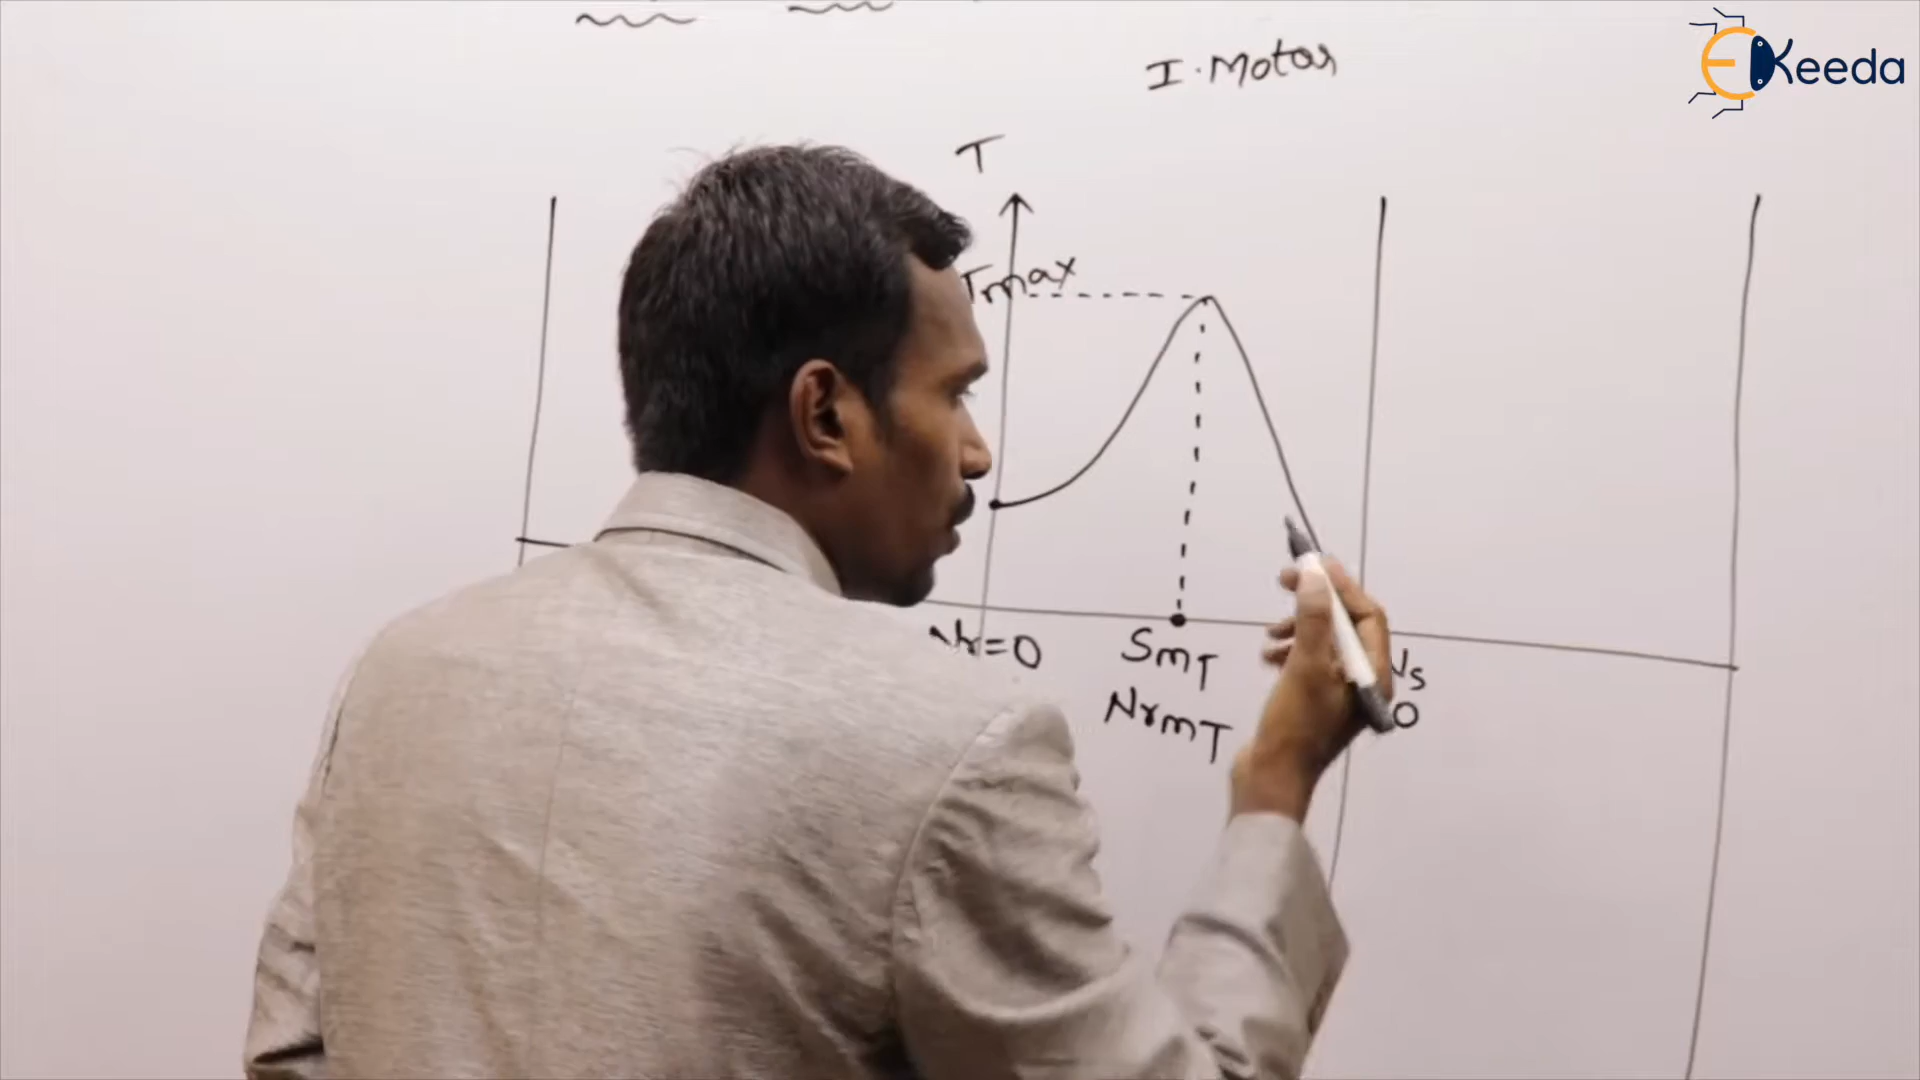 EKeeda
I. Motor
T
Tmax
Nr=0
SmT
NrmT
Ns
0